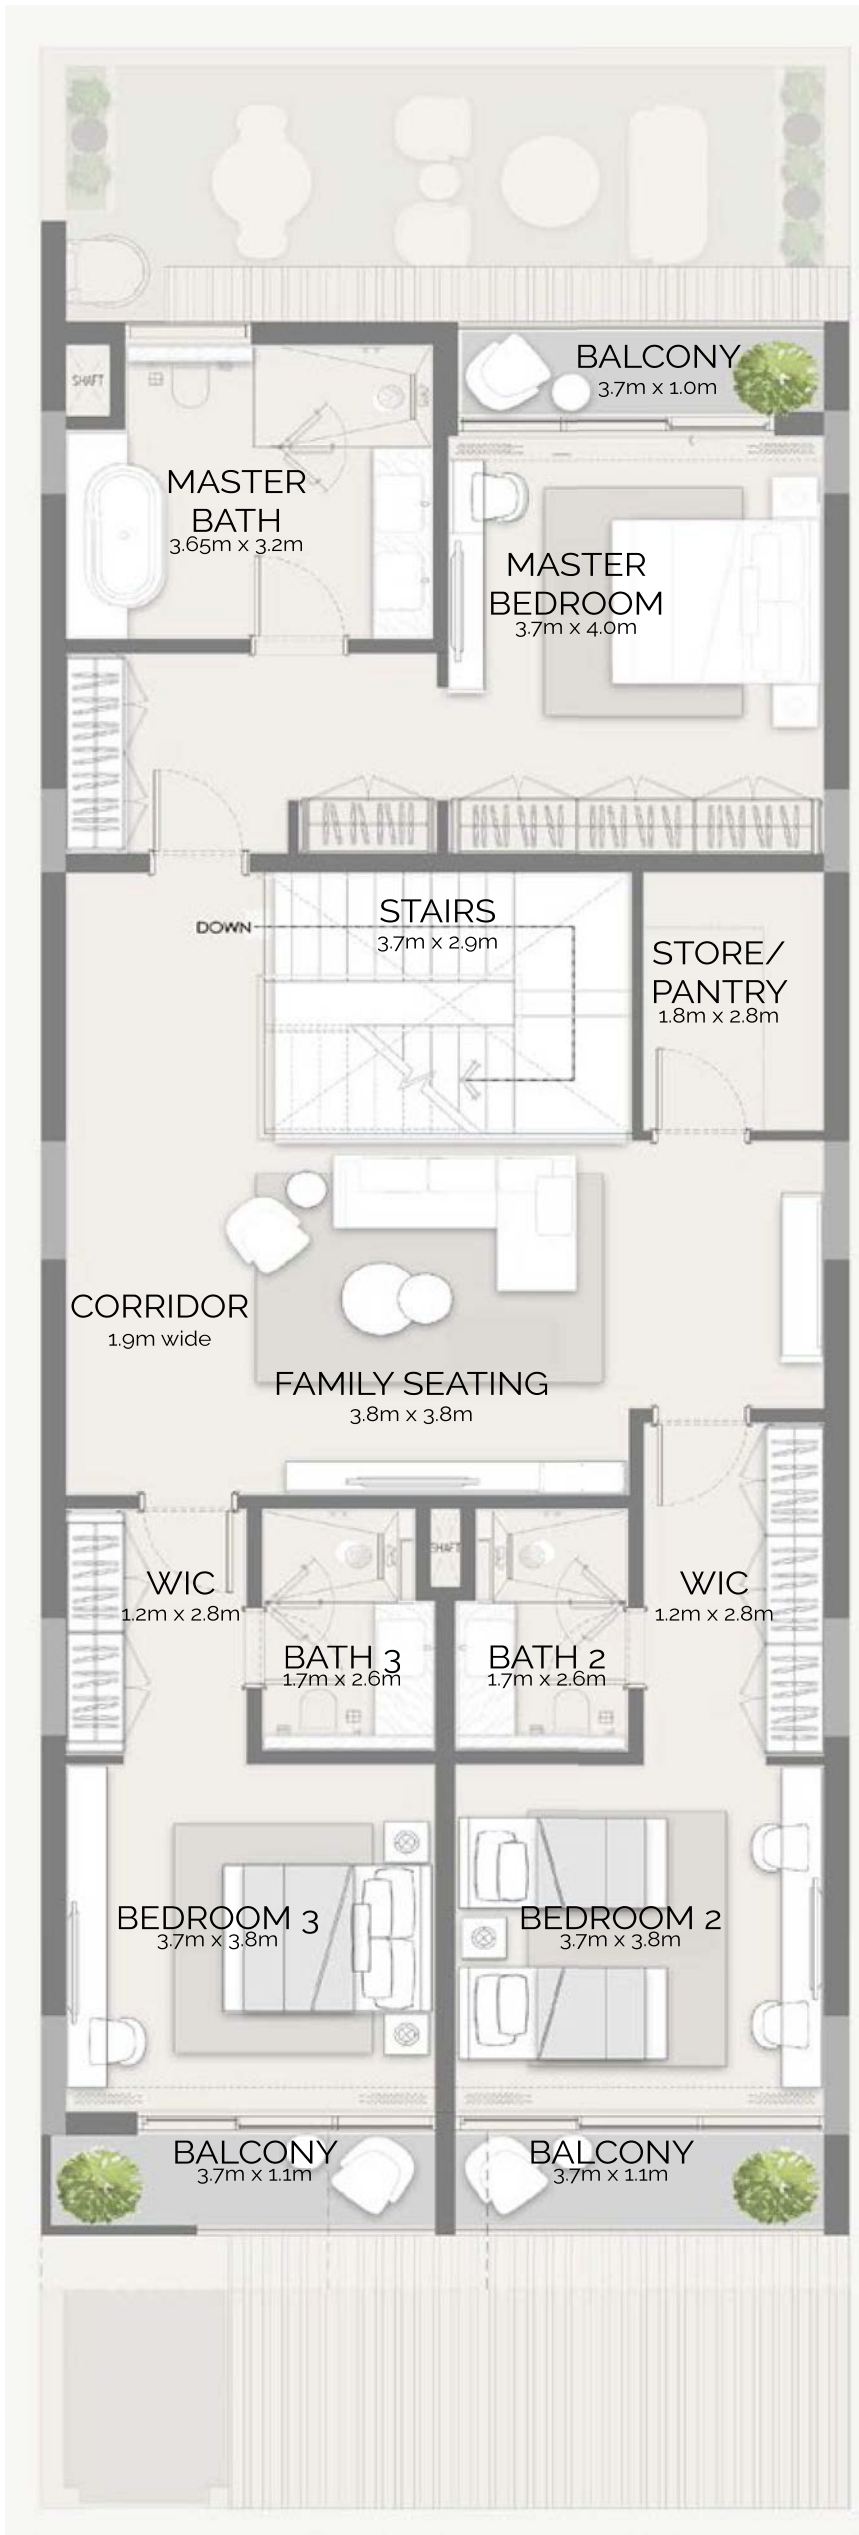 BALCONY
3.7m x 1.0m
SHAFT
MASTER
BATH
3.65m x 3.2m
MASTER
BEDROOM
3.7m x 4.0m
STAIRS
3.7m x 2.9m
DOWN
STORE/
PANTRY
1.8m x 2.8m
CORRIDOR
1.9m wide
FAMILY SEATING
3.8m x 3.8m
SHAFT
WIC
1.2m x 2.8m
WIC
1.2m x 2.8m
BATH 3
1.7m x 2.6m
BATH 2
1.7m x 2.6m
BEDROOM 3
3.7m x 3.8m
BEDROOM 2
3.7m x 3.8m
BALCONY
3.7m x 1.1m
BALCONY
3.7m x 1.1m